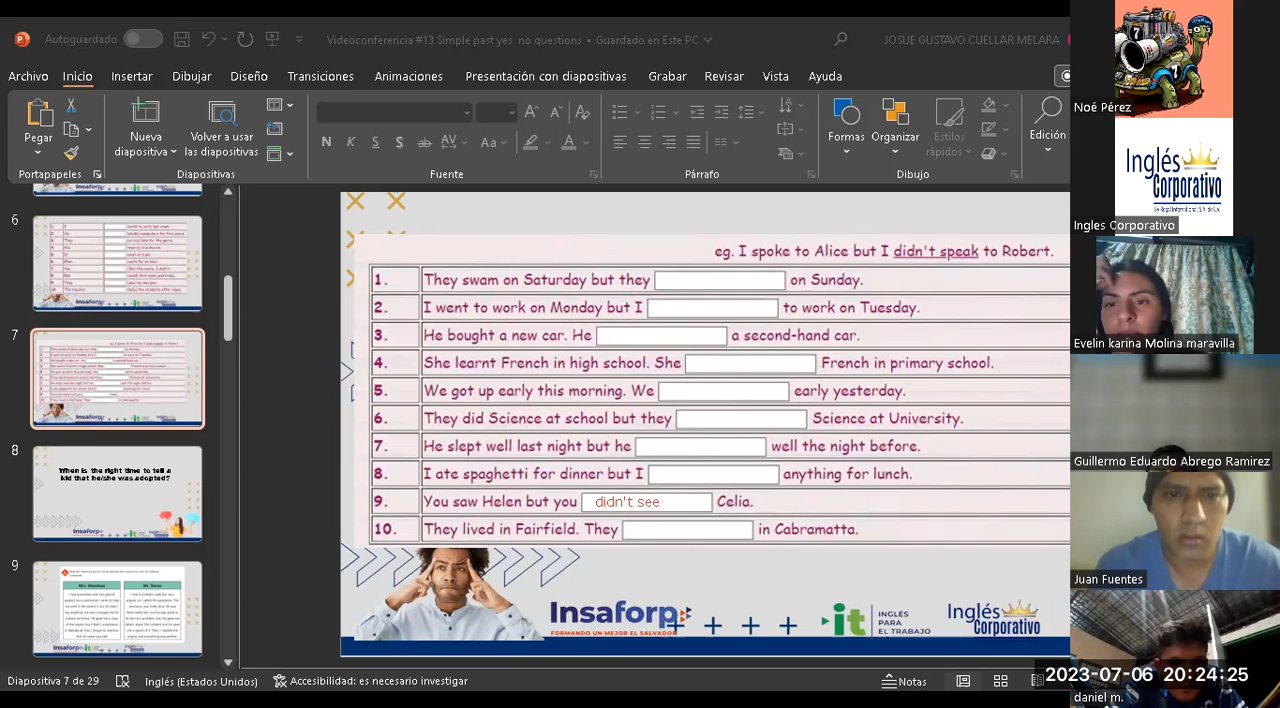 Autoguardado
Videoconferencia #13 simple past yes no questions • Guardado en Este PC
JOSUE GUSTAVO CUELLAR MELARA
Archivo Inicio Insertar Dibujar Diseño Transiciones Animaciones Presentación con diapositivas Grabar Revisar Vista Ayuda
Pegar
Nueva diapositiva
Volver a usar las diapositivas
N K S S ab AV Aa A
Formas Organizar Estilos rápidos Edición
Portapapeles Diapositivas Fuente Párrafo Dibujo
6
7
8
When is the right time to tell a
kid that he/she was adopted?
9
eg. I spoke to Anna but I didn't speak to Robert.
1. They swam on Saturday but they on Sunday.
2. I went to work on Monday but I to work on Tuesday.
3. He bought a new car. He a second-hand car.
4. She learnt French in high school. She French in primary school.
5. We got up early this morning. We early yesterday.
6. They did Science at school but they Science at University.
7. He slept well last night but he well the night before.
8. I ate spaghetti for dinner but I anything for lunch.
9. You saw Helen but you didn't see Celia.
10. They lived in Fairfield. They in Cabramatta.
Insaforp
FORMANDO UN MEJOR EL SALVADOR
INGLÉS
PARA
EL TRABAJO
Inglés
Corporativo
Diapositiva 7 de 29 Inglés (Estados Unidos) Accesibilidad: es necesario investigar Notas
7
Noé Pérez
Inglés
Corporativo
Ingles Corporativo
Evelin karina Molina maravilla
Guillermo Eduardo Abrego Ramirez
Juan Fuentes
2023-07-06 20:24:25
daniel m.